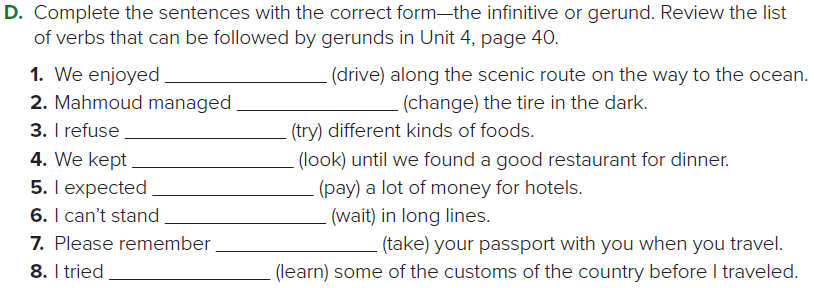 D. Complete the sentences with the correct form—the infinitive or gerund. Review the list
of verbs that can be followed by gerunds in Unit 4, page 40.
1. We enjoyed ________________ (drive) along the scenic route on the way to the ocean.
2. Mahmoud managed ________________ (change) the tire in the dark.
3. I refuse ________________ (try) different kinds of foods.
4. We kept ________________ (look) until we found a good restaurant for dinner.
5. I expected ________________ (pay) a lot of money for hotels.
6. I can’t stand ________________ (wait) in long lines.
7. Please remember ________________ (take) your passport with you when you travel.
8. I tried ________________ (learn) some of the customs of the country before I traveled.